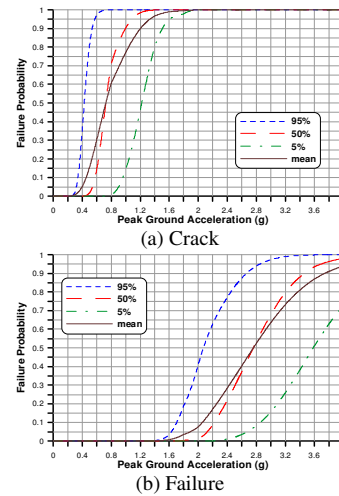 1
0.9
0.8
0.7
0.6
0.5
0.4
0.3
0.2
0.1
0
Failure Probability
95%
50%
5%
mean
0 0.4 0.8 1.2 1.6 2 2.4 2.8 3.2 3.6
Peak Ground Acceleration (g)
(a) Crack
1
0.9
0.8
0.7
0.6
0.5
0.4
0.3
0.2
0.1
0
Failure Probability
95%
50%
5%
mean
0 0.4 0.8 1.2 1.6 2 2.4 2.8 3.2 3.6
Peak Ground Acceleration (g)
(b) Failure